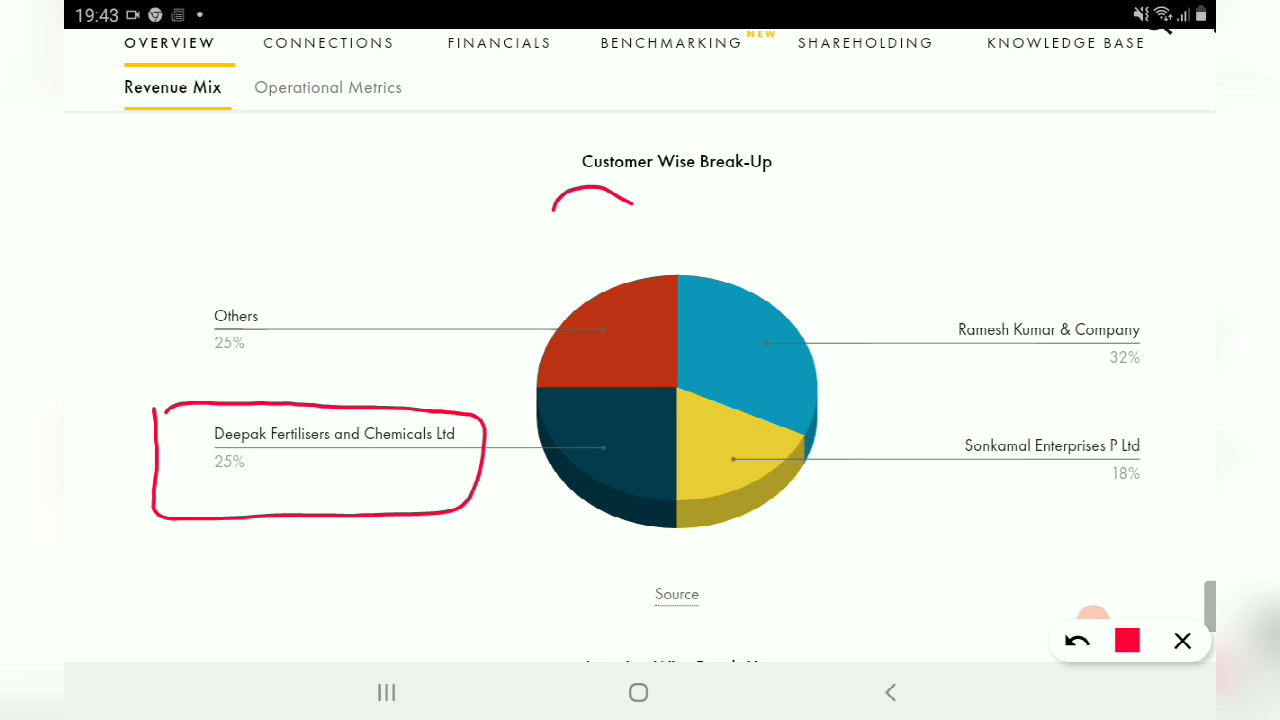 19:43
NEW
OVERVIEW CONNECTIONS FINANCIALS BENCHMARKING SHAREHOLDING KNOWLEDGE BASE
Revenue Mix Operational Metrics
Customer Wise Break-Up
Others
25%
Ramesh Kumar & Company
32%
Deepak Fertilisers and Chemicals Ltd
25%
Sonkamal Enterprises P Ltd
18%
Source